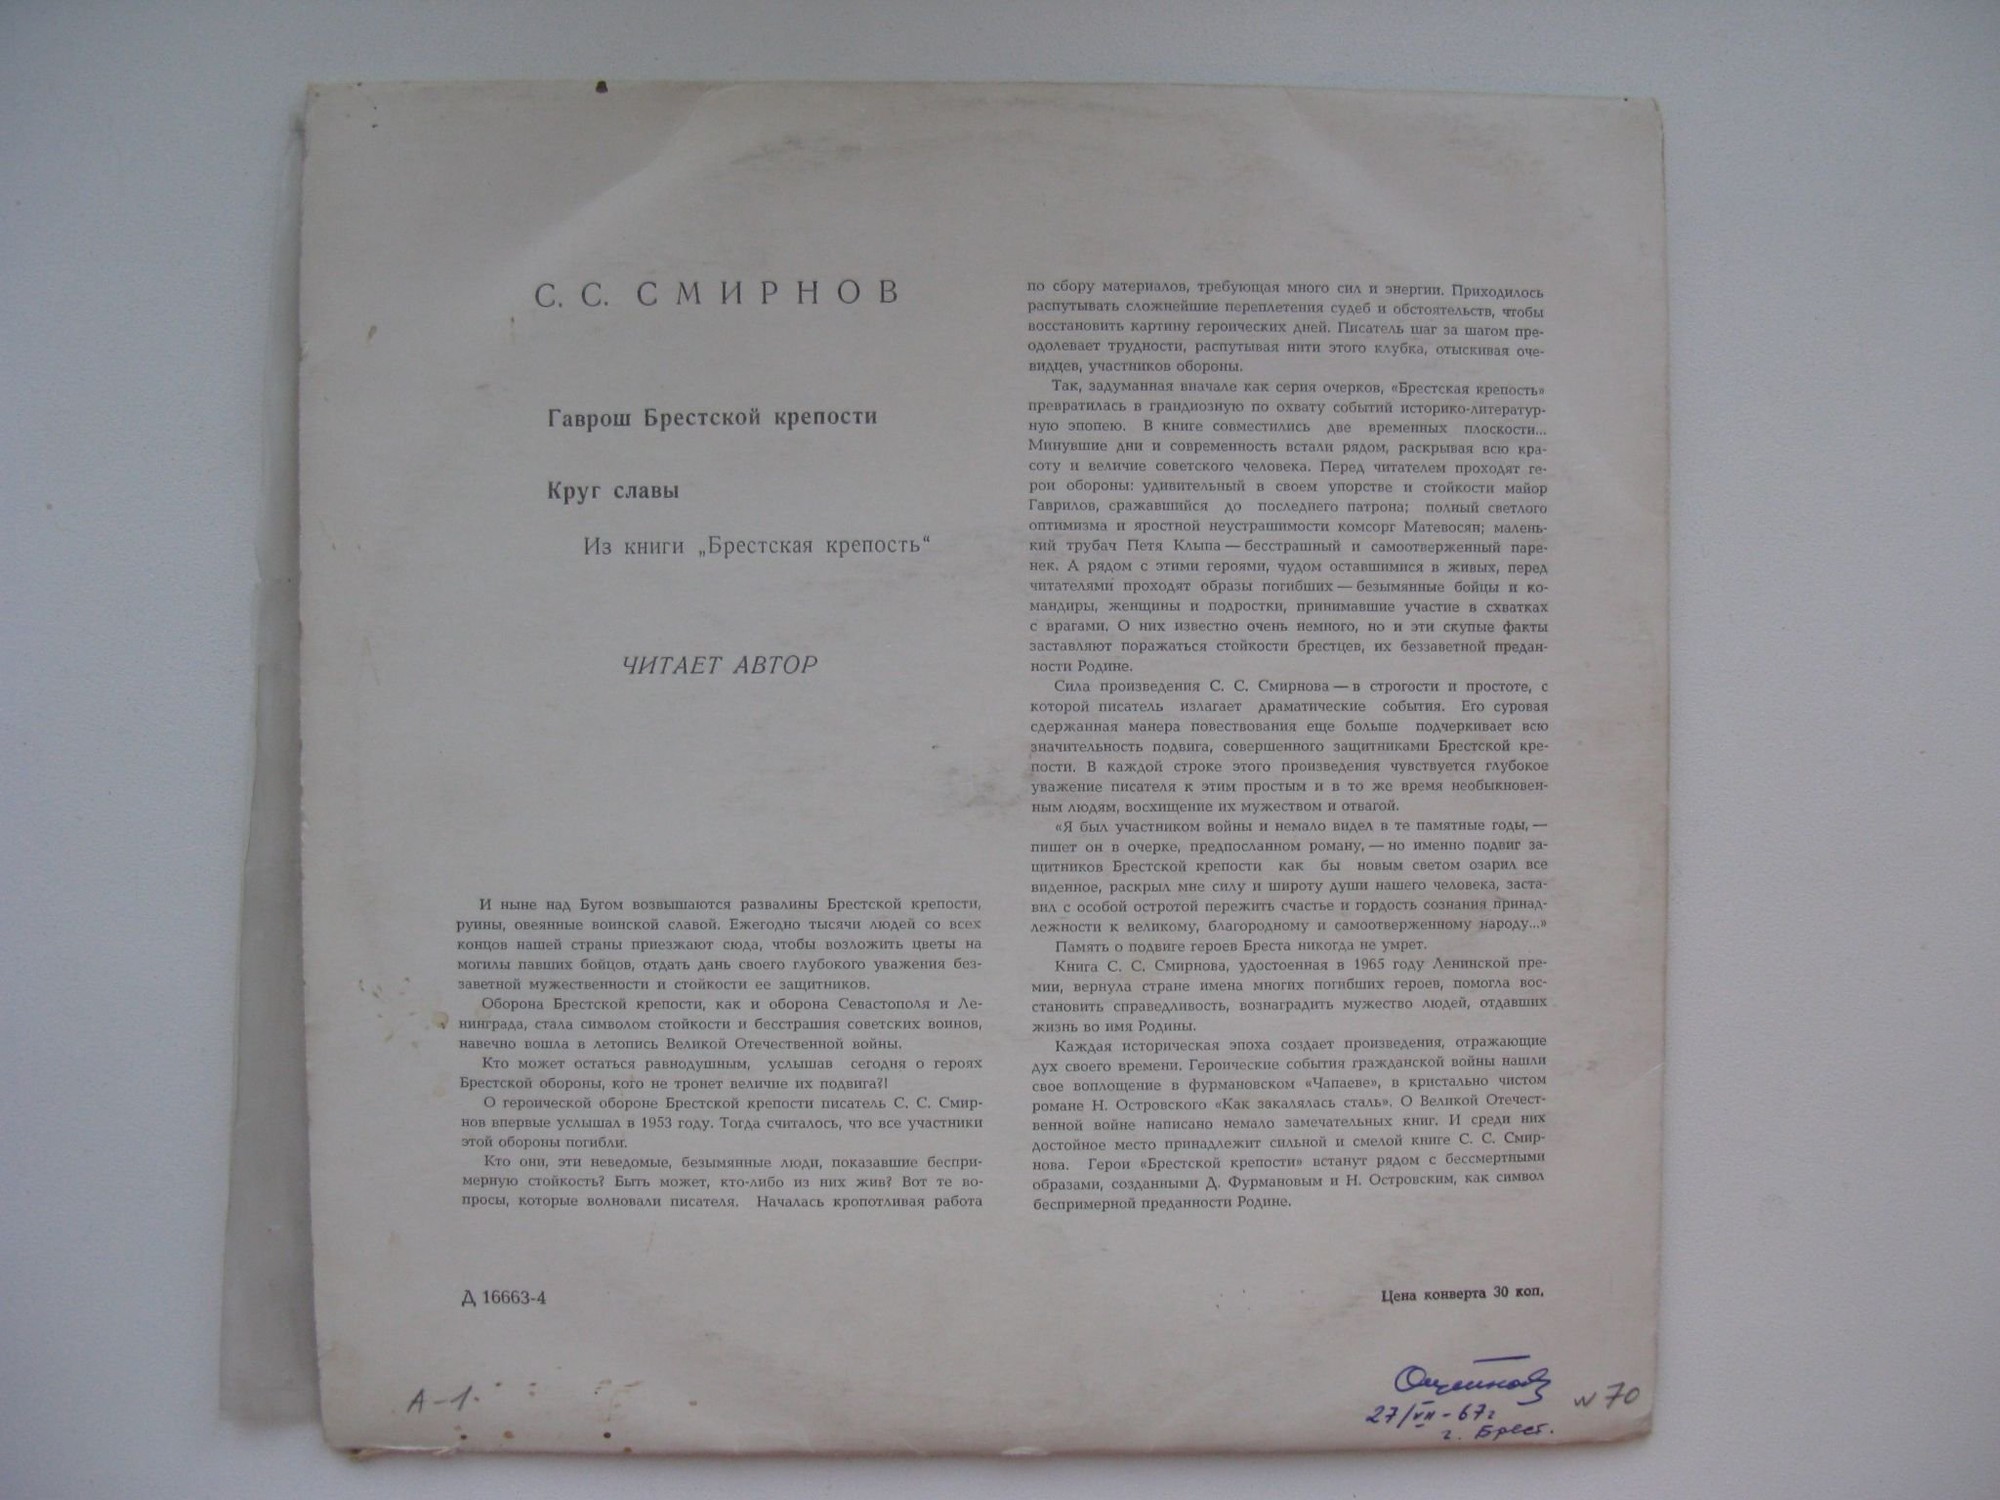 С. С. СМИРНОВ
Гаврош Брестской крепости
Круг славы
Из книги „Брестская крепость“
ЧИТАЕТ АВТОР
И ныне над Бугом возвышаются развалины Брестской крепости,
руины, овеянные воинской славой. Ежегодно тысячи людей со всех
концов нашей страны приезжают сюда, чтобы возложить цветы на
могилы павших бойцов, отдать дань своего глубокого уважения без-
заветной мужественности и стойкости ее защитников.
Оборона Брестской крепости, как и оборона Севастополя и Ле-
нинграда, стала символом стойкости и бесстрашия советских воинов,
навечно вошла в летопись Великой Отечественной войны.
Кто может остаться равнодушным, услышав сегодня о героях
Брестской обороны, кого не тронет величие их подвига?!
О героической обороне Брестской крепости писатель С. С. Смир-
нов впервые услышал в 1953 году. Тогда считалось, что все участники
этой обороны погибли.
Кто они, эти неведомые, безымянные люди, показавшие беспри-
мерную стойкость? Быть может, кто-либо из них жив? Вот те во-
просы, которые волновали писателя. Началась кропотливая работа
по сбору материалов, требующая много сил и энергии. Приходилось
распутывать сложнейшие переплетения судеб и обстоятельств, чтобы
восстановить картину героических дней. Писатель шаг за шагом пре-
одолевает трудности, распутывая нити этого клубка, отыскивая оче-
видцев, участников обороны.
Так, задуманная вначале как серия очерков, «Брестская крепость»
превратилась в грандиозную по охвату событий историко-литератур-
ную эпопею. В книге совместились две временных плоскости...
Минувшие дни и современность встали рядом, раскрывая всю кра-
соту и величие советского человека. Перед читателем проходят ге-
рои обороны: удивительный в своем упорстве и стойкости майор
Гаврилов, сражавшийся до последнего патрона; полный светлого
оптимизма и яростной неустрашимости комсорг Матевосян; малень-
кий трубач Петя Клыпа — бесстрашный и самоотверженный паре-
нек. А рядом с этими героями, чудом оставшимися в живых, перед
читателями проходят образы погибших — безымянные бойцы и ко-
мандиры, женщины и подростки, принимавшие участие в схватках
с врагами. О них известно очень немного, но и эти скупые факты
заставляют поражаться стойкости брестцев, их беззаветной предан-
ности Родине.
Сила произведения С. С. Смирнова — в строгости и простоте, с
которой писатель излагает драматические события. Его суровая
сдержанная манера повествования еще больше подчеркивает всю
значительность подвига, совершенного защитниками Брестской кре-
пости. В каждой строке этого произведения чувствуется глубокое
уважение писателя к этим простым и в то же время необыкновен-
ным людям, восхищение их мужеством и отвагой.
«Я был участником войны и немало видел в те памятные годы, —
пишет он в очерке, предпосланном роману, — но именно подвиг за-
щитников Брестской крепости как бы новым светом озарил все
виденное, раскрыл мне силу и широту души нашего человека, заста-
вил с особой остротой пережить счастье и гордость сознания принад-
лежности к великому, благородному и самоотверженному народу...»
Память о подвиге героев Бреста никогда не умрет.
Книга С. С. Смирнова, удостоенная в 1965 году Ленинской пре-
мии, вернула стране имена многих погибших героев, помогла вос-
становить справедливость, вознаградить мужество людей, отдавших
жизнь во имя Родины.
Каждая историческая эпоха создает произведения, отражающие
дух своего времени. Героические события гражданской войны нашли
свое воплощение в фурмановском «Чапаеве», в кристально чистом
романе Н. Островского «Как закалялась сталь». О Великой Отечест-
венной войне написано немало замечательных книг. И среди них
достойное место принадлежит сильной и смелой книге С. С. Смир-
нова. Герои «Брестской крепости» встанут рядом с бессмертными
образами, созданными Д. Фурмановым и Н. Островским, как символ
беспримерной преданности Родине.
Д 16663-4
Цена конверта 30 коп.
А-1.
27/VII-67г
г. Брест.
N 70